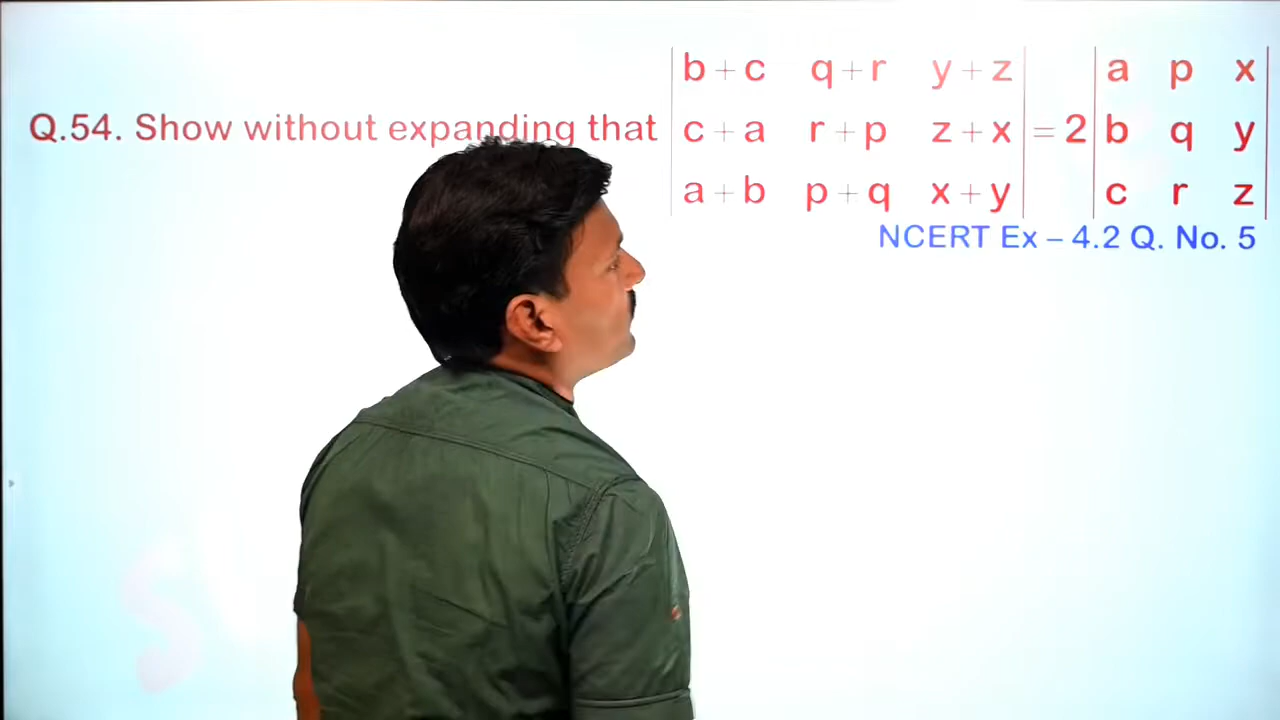 b+c q+r y+z a p x
Q.54. Show without expanding that c+a r+p z+x =2 b q y
a+b p+q x+y c r z
NCERT Ex – 4.2 Q. No. 5